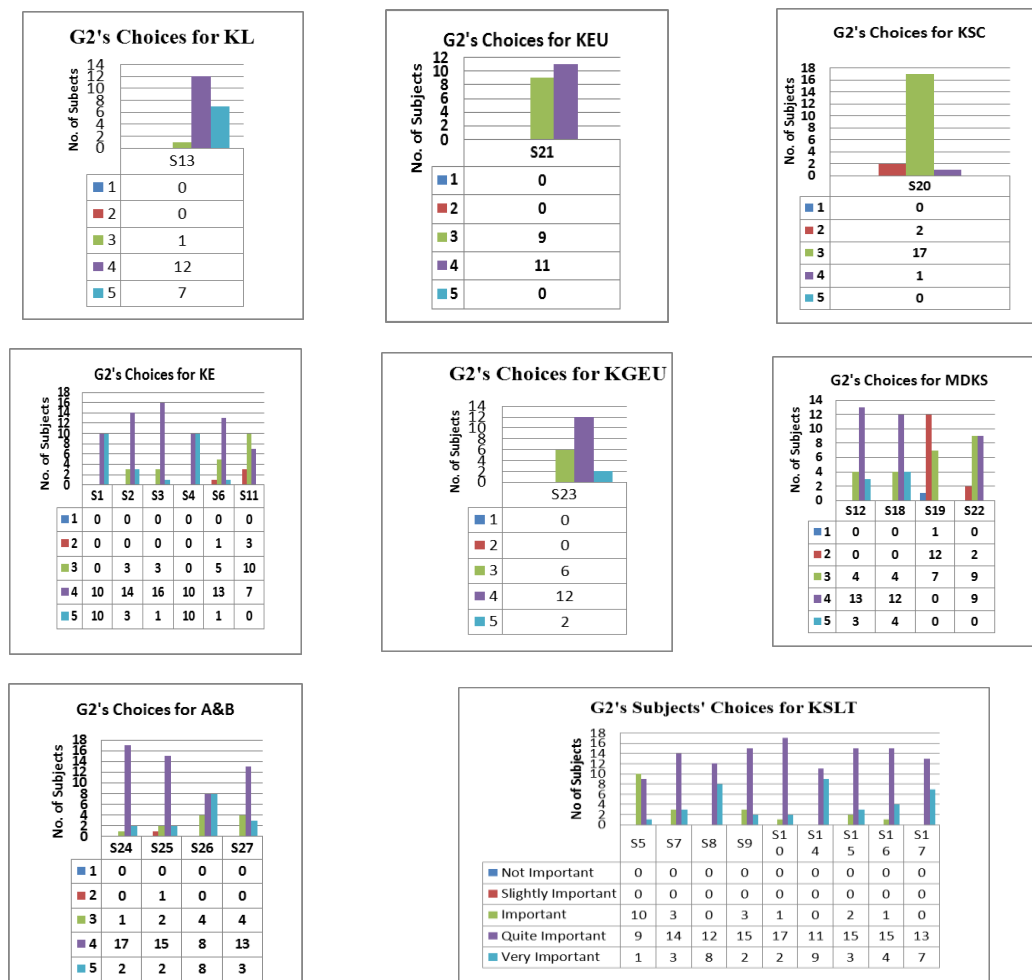 G2's Choices for KL
No. of Subjects
14
12
10
8
6
4
2
0
S13
1 0
2 0
3 1
4 12
5 7
G2's Choices for KEU
No. of Subjects
12
10
8
6
4
2
0
S21
1 0
2 0
3 9
4 11
5 0
G2's Choices for KSC
No. of Subjects
18
16
14
12
10
8
6
4
2
0
S20
1 0
2 2
3 17
4 1
5 0
G2's Choices for KE
No. of Subjects
18
16
14
12
10
8
6
4
2
0
S1 S2 S3 S4 S6 S11
1 0 0 0 0 0 0
2 0 0 0 0 1 3
3 0 3 3 0 5 10
4 10 14 16 10 13 7
5 10 3 1 10 1 0
G2's Choices for KGEU
No. of Subjects
14
12
10
8
6
4
2
0
S23
1 0
2 0
3 6
4 12
5 2
G2's Choices for MDKS
No. of Subjects
14
12
10
8
6
4
2
0
S12 S18 S19 S22
1 0 0 1 0
2 0 0 12 2
3 4 4 7 9
4 13 12 0 9
5 3 4 0 0
G2's Choices for A&B
No. of Subjects
18
16
14
12
10
8
6
4
2
0
S24 S25 S26 S27
1 0 0 0 0
2 0 1 0 0
3 1 2 4 4
4 17 15 8 13
5 2 2 8 3
G2's Subjects' Choices for KSLT
No of Subjects
18
16
14
12
10
8
6
4
2
0
S5 S7 S8 S9 S1 S1 S1 S1 S1
0 4 5 6 7
Not Important 0 0 0 0 0 0 0 0 0
Slightly Important 0 0 0 0 0 0 0 0 0
Important 10 3 0 3 1 0 2 1 0
Quite Important 9 14 12 15 17 11 15 15 13
Very Important 1 3 8 2 2 9 3 4 7